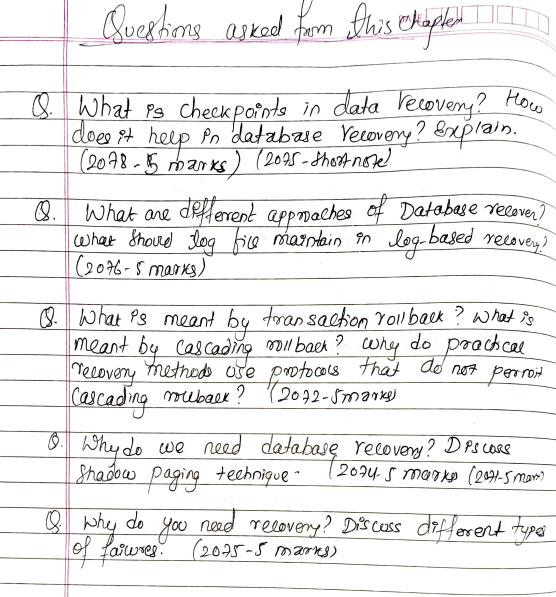 Questions asked from this chapter
Q. What is checkpoints in data recovery? How
does it help in database recovery? Explain.
(2078-5 marks) (2075-Short note)
Q. What are different approaches of Database recover?
what should log file maintain in log-based recovery?
(2076-5 marks)
Q. What is meant by transaction rollback? What is
meant by cascading rollback? why do practical
recovery methods use protocols that do not permit
cascading rollback? (2072-5 marks)
Q. Why do we need database recovery? Discuss
shadow paging technique. (2074-5 marks (2071-5 mark)
Q. Why do you need recovery? Discuss different types
of failures. (2075-5 marks)